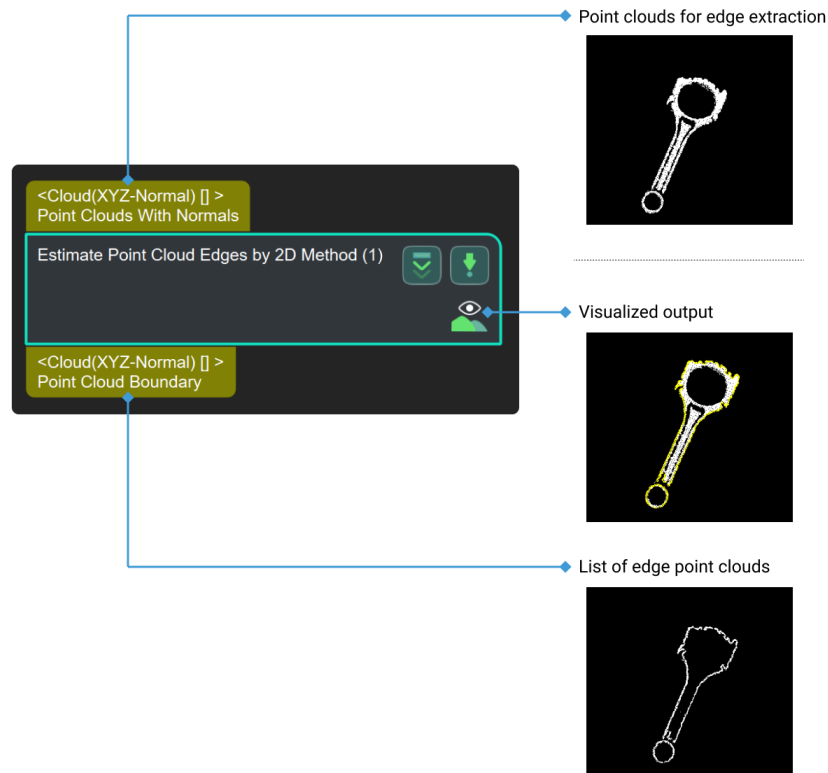 Point clouds for edge extraction
<Cloud(XYZ-Normal) [] >
Point Clouds With Normals
Estimate Point Cloud Edges by 2D Method (1)
Visualized output
<Cloud(XYZ-Normal) [] >
Point Cloud Boundary
List of edge point clouds